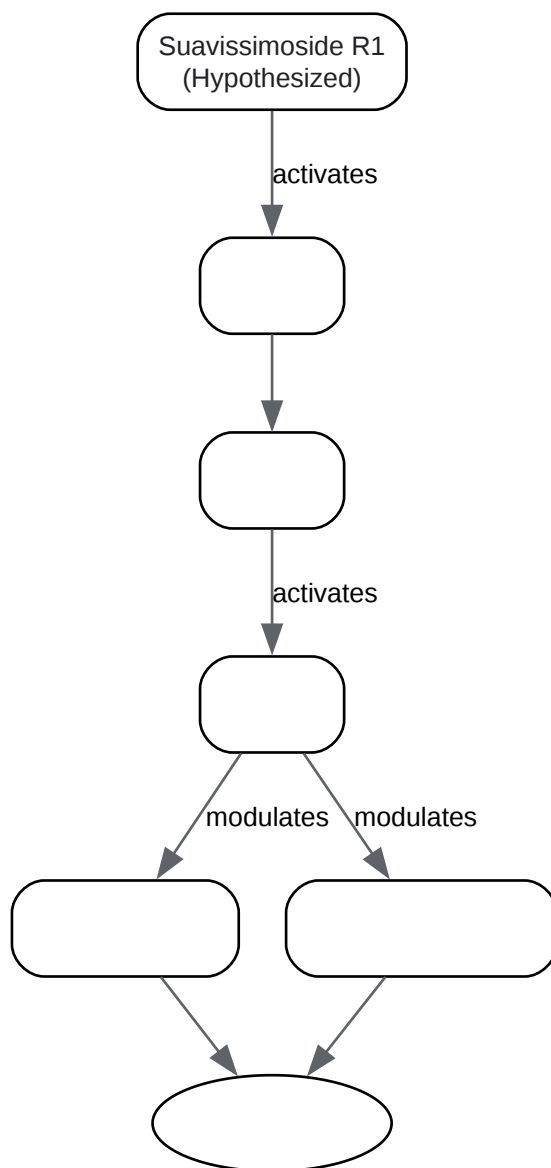 Suavissimoside R1
(Hypothesized)
activates
activates
modulates
modulates